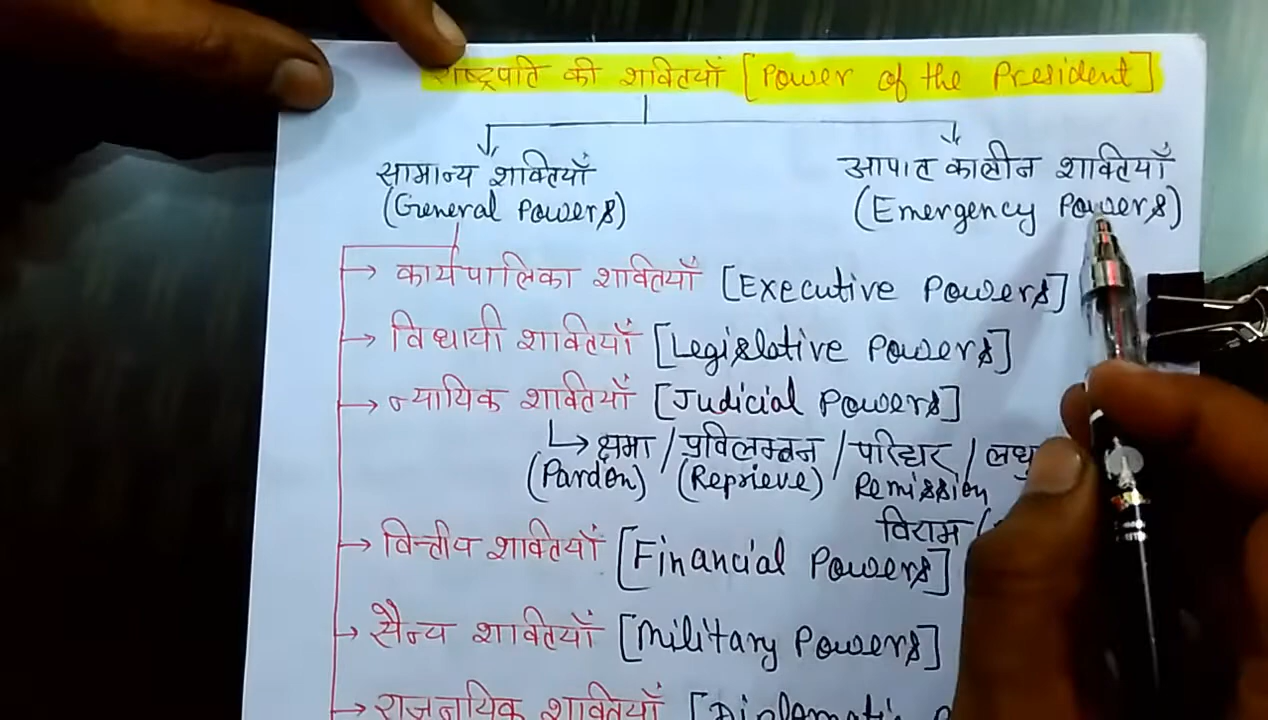 राष्ट्रपति की शक्तियाँ [Power of the President]
सामान्य शक्तियाँ
(General Powers)
आपात कालीन शक्तियाँ
(Emergency Powers)
→ कार्यपालिका शक्तियाँ [Executive Powers]
→ विधायी शक्तियाँ [Legislative Powers]
→ न्यायिक शक्तियाँ [Judicial Powers]
↳ क्षमा / प्रविलम्बन / परिहार / लघु
(Pardon) (Reprieve) Remission
विराम (
→ वित्तीय शक्तियाँ [Financial Powers]
→ सैन्य शक्तियाँ [Military Powers]
→ राजनयिक शक्तियाँ [Diplomatic